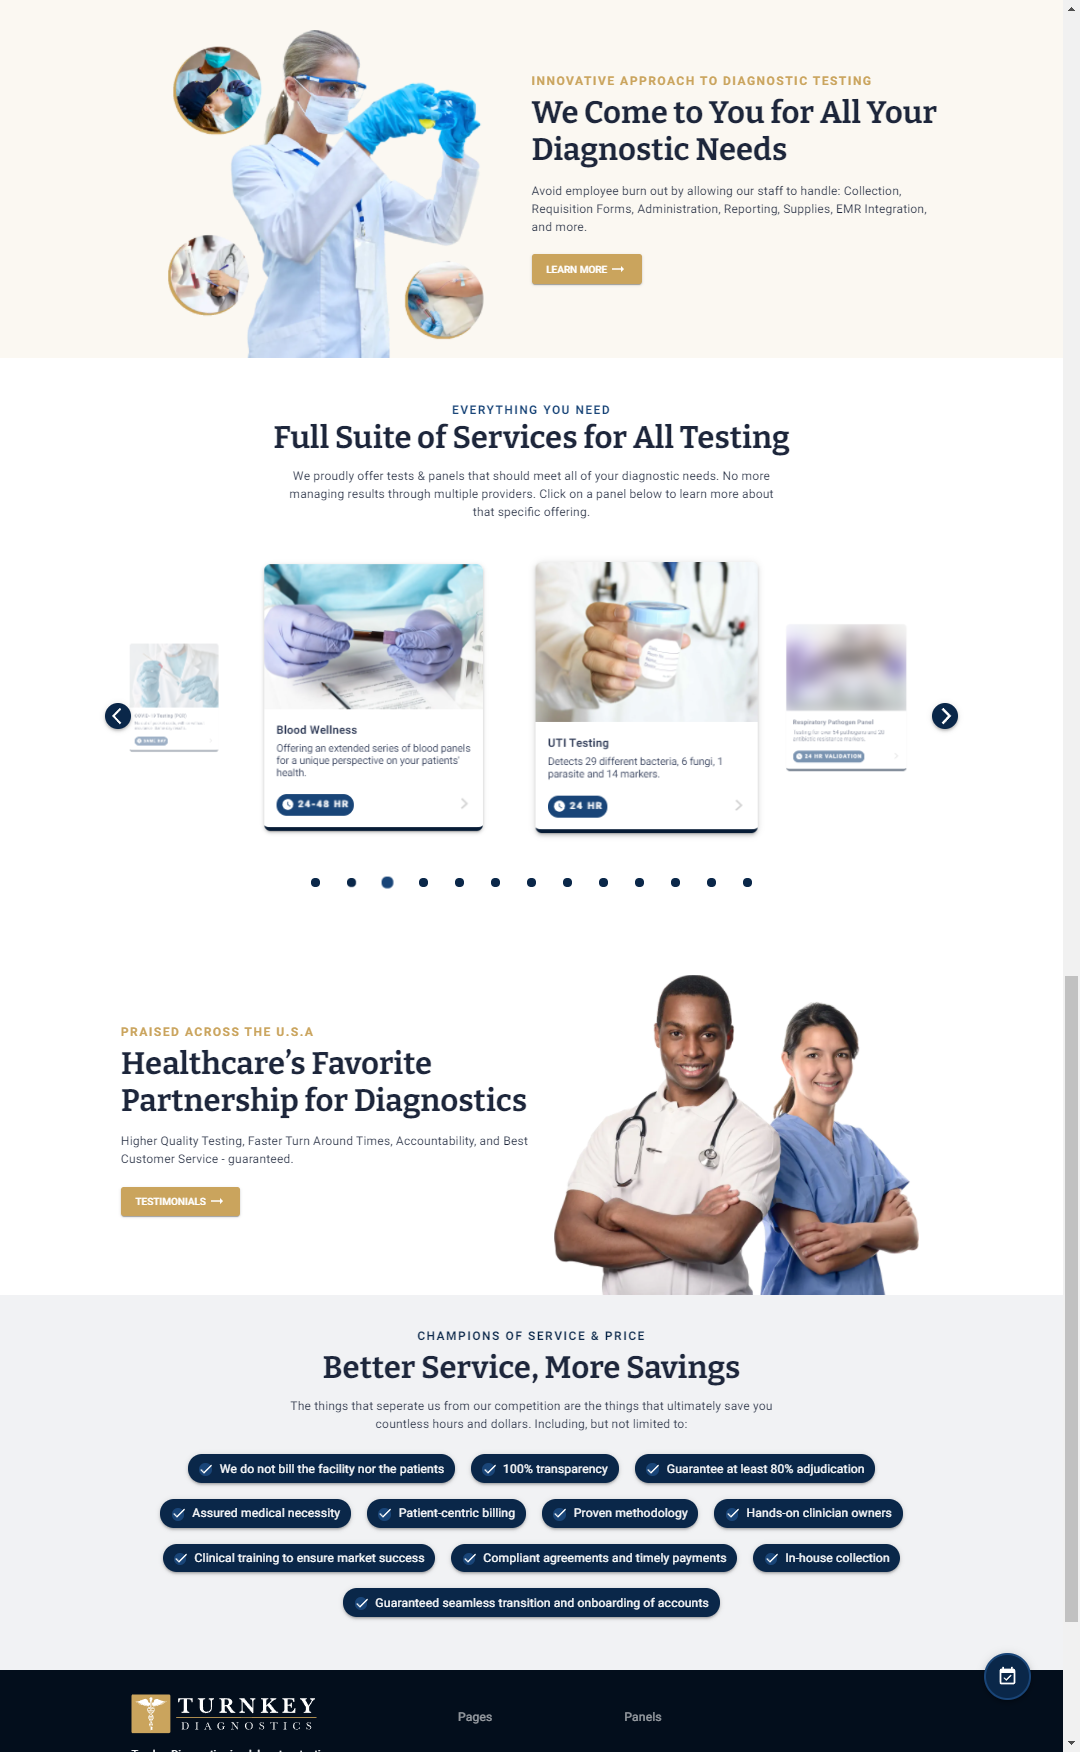 INNOVATIVE APPROACH TO DIAGNOSTIC TESTING
We Come to You for All Your
Diagnostic Needs
Avoid employee burn out by allowing our staff to handle: Collection,
Requisition Forms, Administration, Reporting, Supplies, EMR Integration,
and more.
LEARN MORE
EVERYTHING YOU NEED
Full Suite of Services for All Testing
We proudly offer tests & panels that should meet all of your diagnostic needs. No more
managing results through multiple providers. Click on a panel below to learn more about
that specific offering.
Blood Wellness
Offering an extended series of blood panels
for a unique perspective on your patients'
health.
24-48 HR
UTI Testing
Detects 29 different bacteria, 6 fungi, 1
parasite and 14 markers.
24 HR
Respiratory Pathogen Panel
Testing for over 14 pathogens and 20
antibiotic resistance markers.
24 HR VALIDATION
PRAISED ACROSS THE U.S.A
Healthcare's Favorite
Partnership for Diagnostics
Higher Quality Testing, Faster Turn Around Times, Accountability, and Best
Customer Service - guaranteed.
TESTIMONIALS
CHAMPIONS OF SERVICE & PRICE
Better Service, More Savings
The things that seperate us from our competition are the things that ultimately save you
countless hours and dollars. Including, but not limited to:
We do not bill the facility nor the patients 100% transparency Guarantee at least 80% adjudication
Assured medical necessity Patient-centric billing Proven methodology Hands-on clinician owners
Clinical training to ensure market success Compliant agreements and timely payments In-house collection
Guaranteed seamless transition and onboarding of accounts
TURNKEY
DIAGNOSTICS
Pages Panels